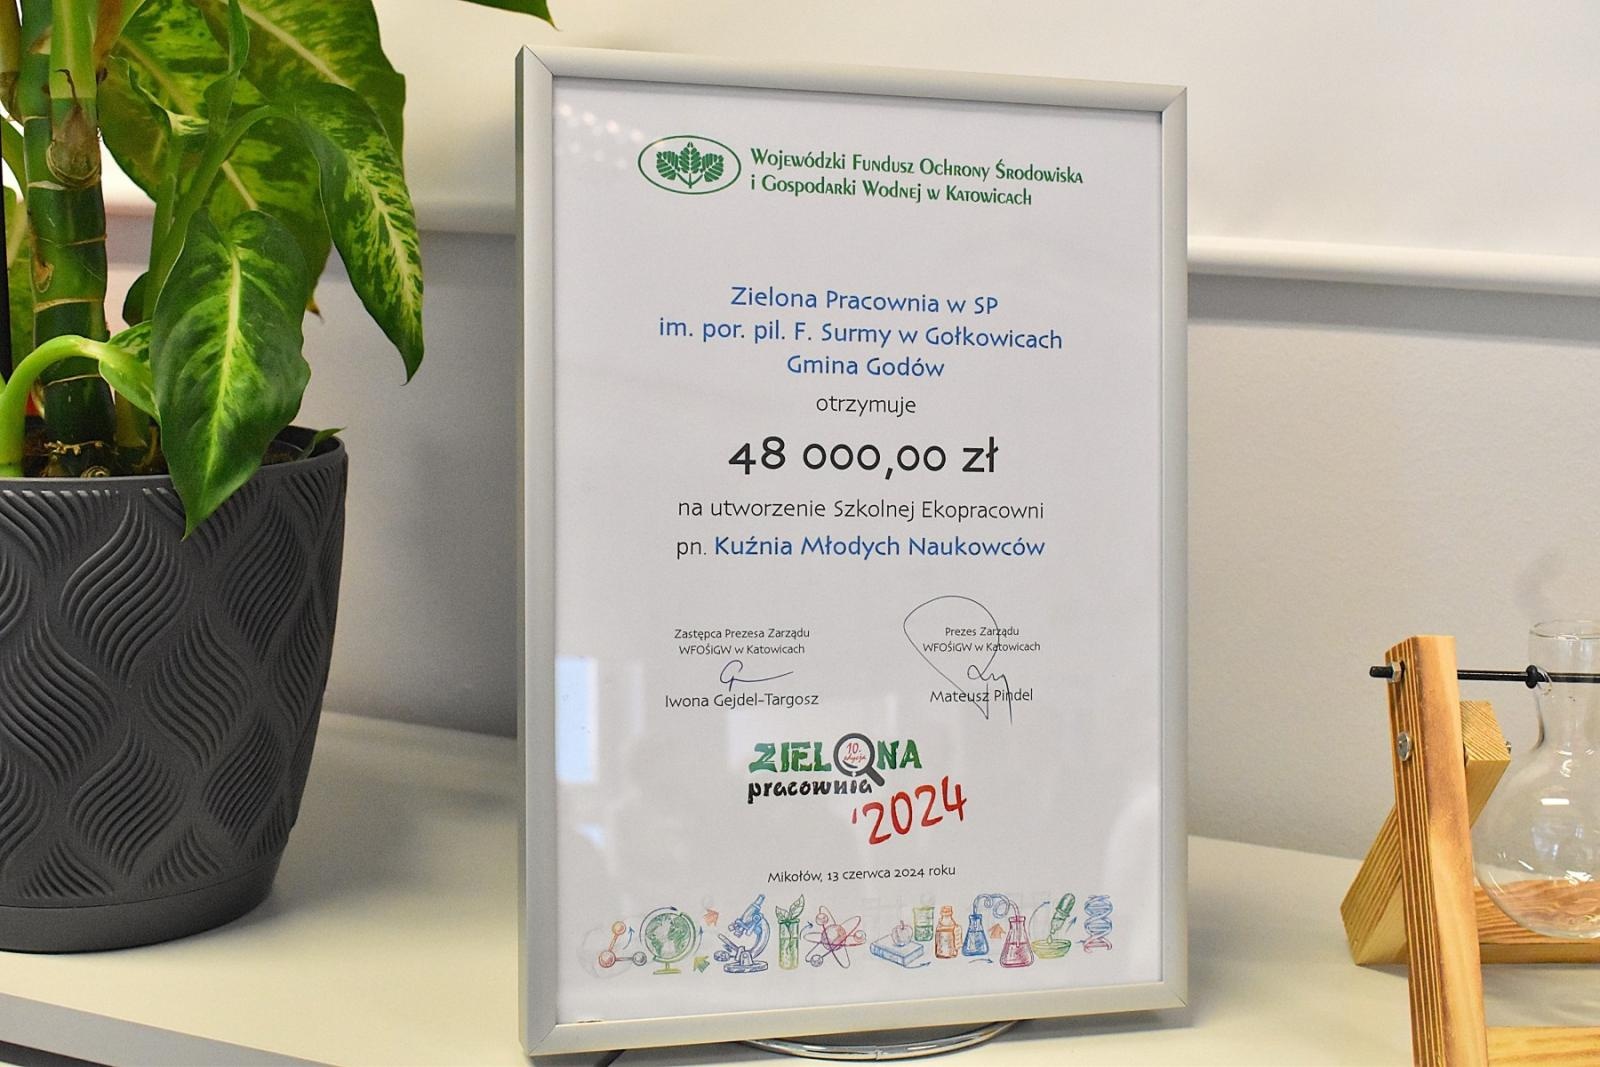 Wojewódzki Fundusz Ochrony Środowiska
i Gospodarki Wodnej w Katowicach
Zielona Pracownia w SP
im. por. pil. F. Surmy w Gołkowicach
Gmina Godów
otrzymuje
48 000,00 zł
na utworzenie Szkolnej Ekopracowni
pn. Kuźnia Młodych Naukowców
Zastępca Prezesa Zarządu
WFOŚiGW w Katowicach
Iwona Gejdel-Targosz
Prezes Zarządu
WFOŚiGW w Katowicach
Mateusz Pindel
ZIELONA
10.
edycja
pracownia
'2024
Mikołów, 13 czerwca 2024 roku